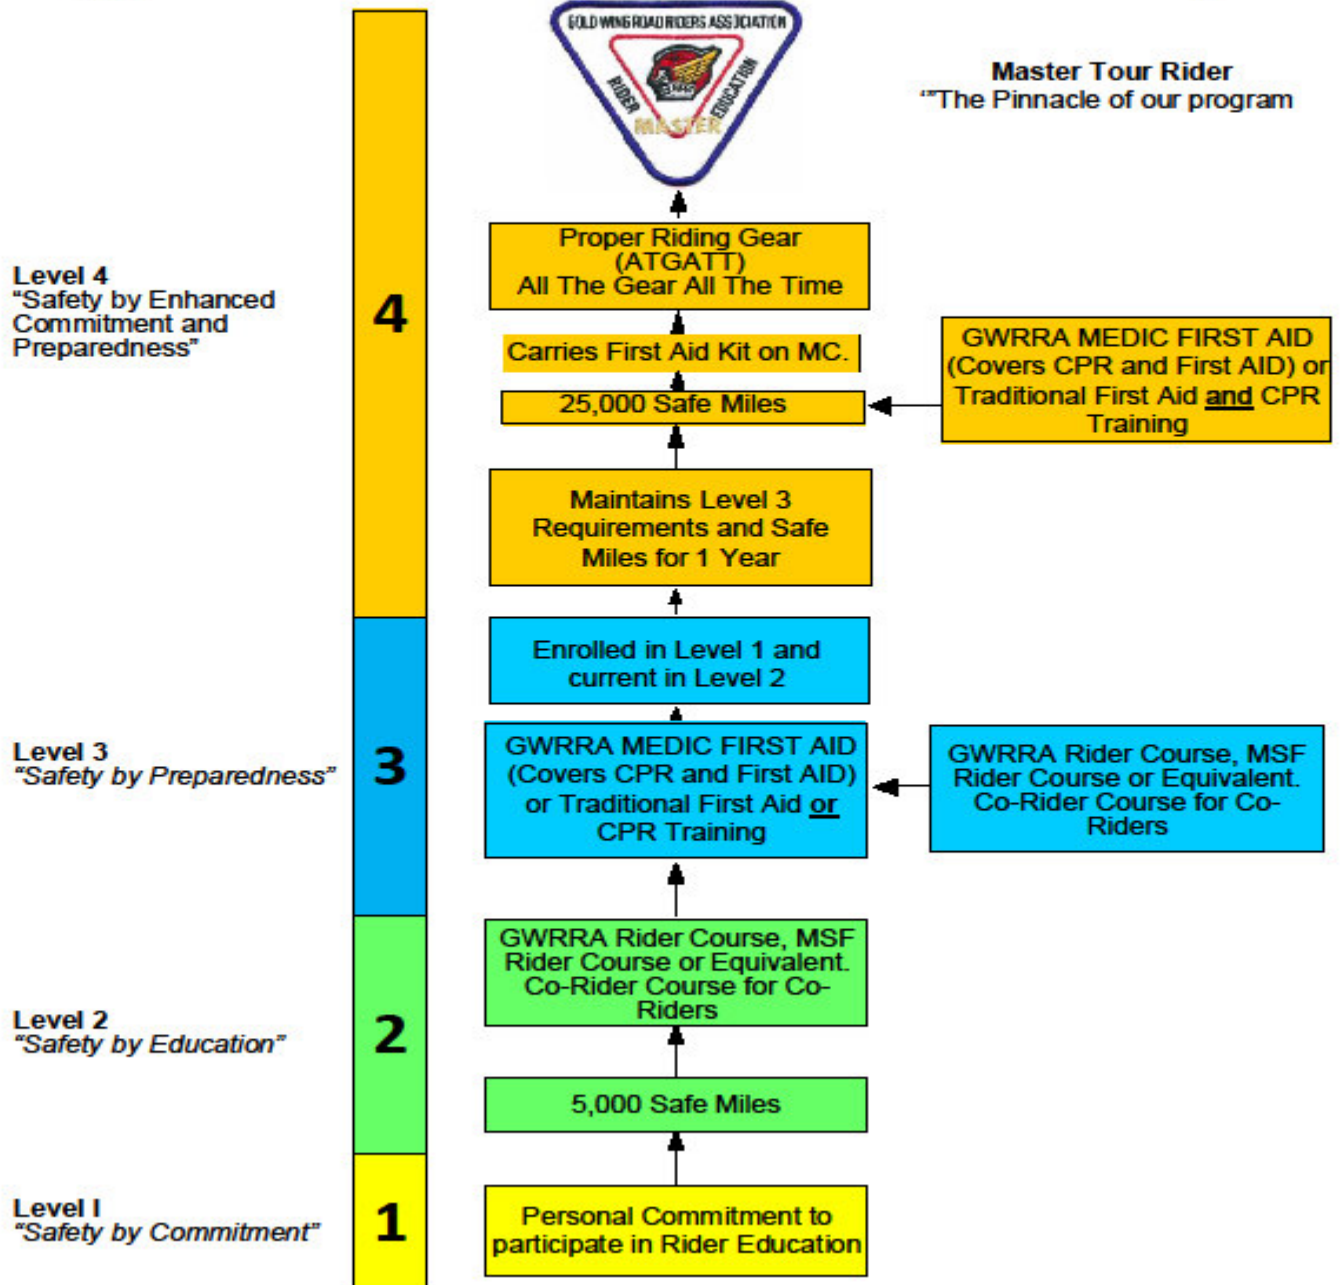 GOLD WING ROAD RIDERS ASSOCIATION
RIDER
EDUCATION
MASTER
Master Tour Rider
‘”The Pinnacle of our program
Level 4
“Safety by Enhanced
Commitment and
Preparedness”
4
Proper Riding Gear
(ATGATT)
All The Gear All The Time
Carries First Aid Kit on MC.
25,000 Safe Miles
GWRRA MEDIC FIRST AID
(Covers CPR and First AID) or
Traditional First Aid and CPR
Training
Maintains Level 3
Requirements and Safe
Miles for 1 Year
Level 3
“Safety by Preparedness”
3
Enrolled in Level 1 and
current in Level 2
GWRRA MEDIC FIRST AID
(Covers CPR and First AID)
or Traditional First Aid or
CPR Training
GWRRA Rider Course, MSF
Rider Course or Equivalent.
Co-Rider Course for Co-
Riders
Level 2
“Safety by Education”
2
GWRRA Rider Course, MSF
Rider Course or Equivalent.
Co-Rider Course for Co-
Riders
5,000 Safe Miles
Level I
“Safety by Commitment”
1
Personal Commitment to
participate in Rider Education